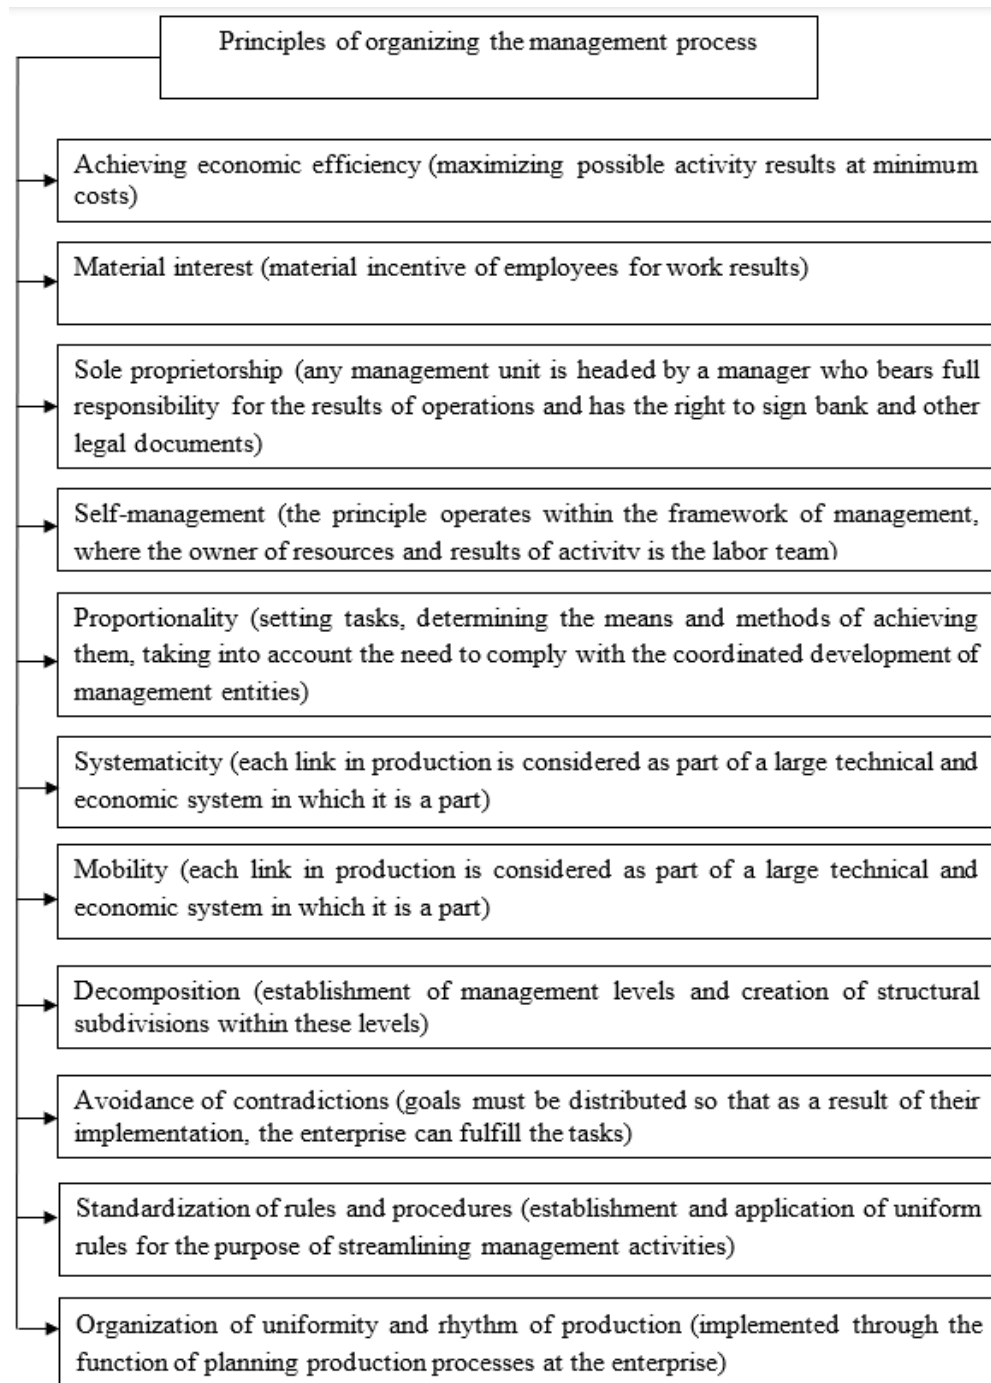 Principles of organizing the management process
Achieving economic efficiency (maximizing possible activity results at minimum
costs)
Material interest (material incentive of employees for work results)
Sole proprietorship (any management unit is headed by a manager who bears full
responsibility for the results of operations and has the right to sign bank and other
legal documents)
Self-management (the principle operates within the framework of management,
where the owner of resources and results of activity is the labor team)
Proportionality (setting tasks, determining the means and methods of achieving
them, taking into account the need to comply with the coordinated development of
management entities)
Systematicity (each link in production is considered as part of a large technical and
economic system in which it is a part)
Mobility (each link in production is considered as part of a large technical and
economic system in which it is a part)
Decomposition (establishment of management levels and creation of structural
subdivisions within these levels)
Avoidance of contradictions (goals must be distributed so that as a result of their
implementation, the enterprise can fulfill the tasks)
Standardization of rules and procedures (establishment and application of uniform
rules for the purpose of streamlining management activities)
Organization of uniformity and rhythm of production (implemented through the
function of planning production processes at the enterprise)